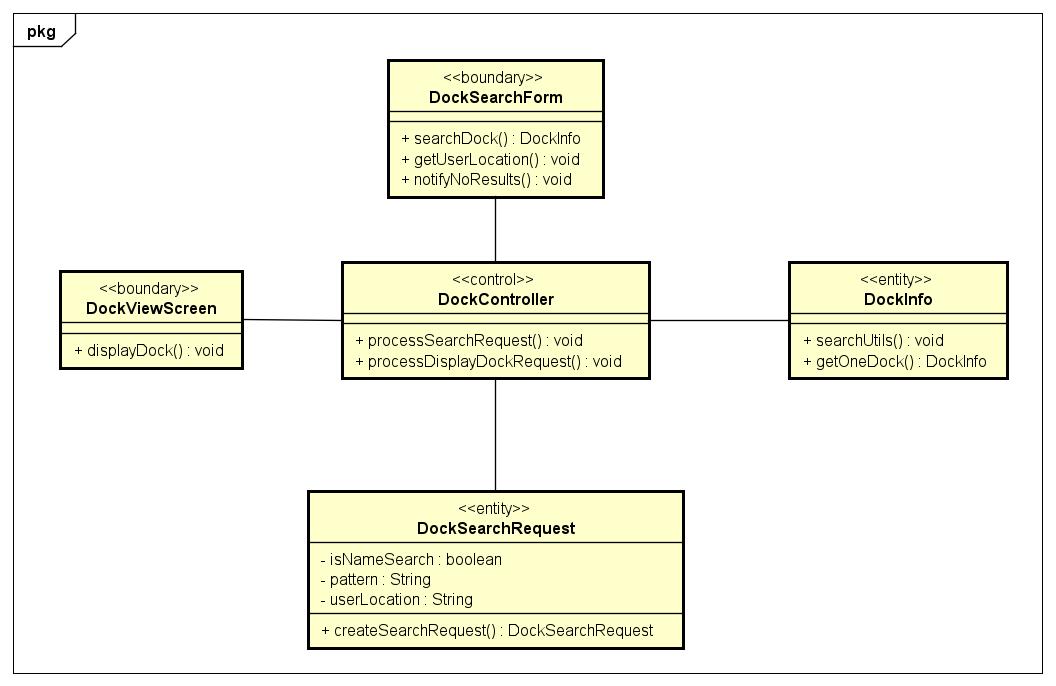 pkg
<<boundary>>
DockSearchForm
+ searchDock() : DockInfo
+ getUserLocation() : void
+ notifyNoResults() : void
<<boundary>>
DockViewScreen
+ displayDock() : void
<<control>>
DockController
+ processSearchRequest() : void
+ processDisplayDockRequest() : void
<<entity>>
DockInfo
+ searchUtils() : void
+ getOneDock() : DockInfo
<<entity>>
DockSearchRequest
- isNameSearch : boolean
- pattern : String
- userLocation : String
+ createSearchRequest() : DockSearchRequest